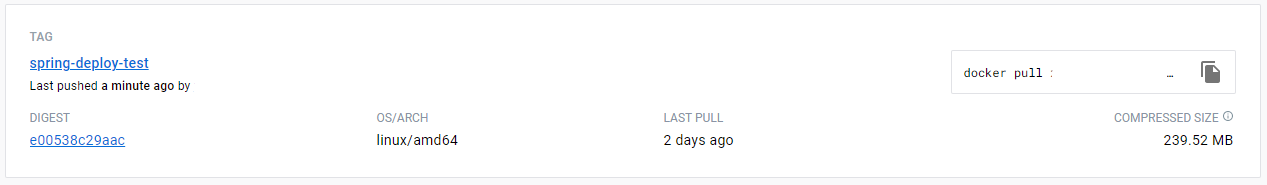 TAG
spring-deploy-test
Last pushed a minute ago by
docker pull :   ...
DIGEST OS/ARCH LAST PULL COMPRESSED SIZE
e00538c29aac linux/amd64 2 days ago 239.52 MB